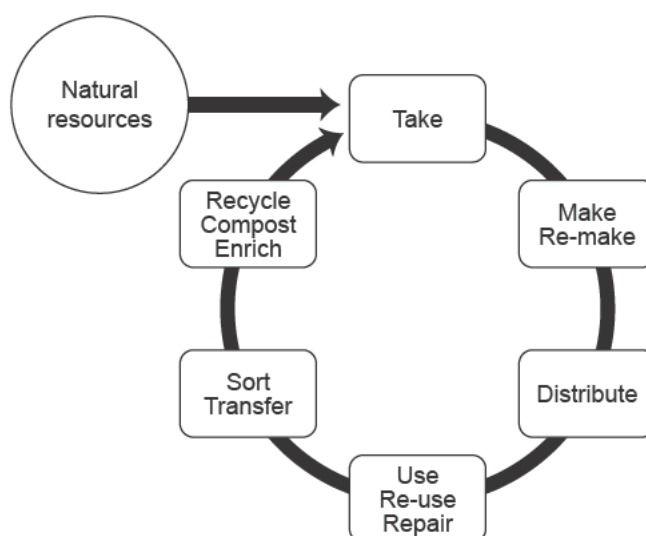 Natural
resources
Take
Make
Re-make
Distribute
Use
Re-use
Repair
Sort
Transfer
Recycle
Compost
Enrich